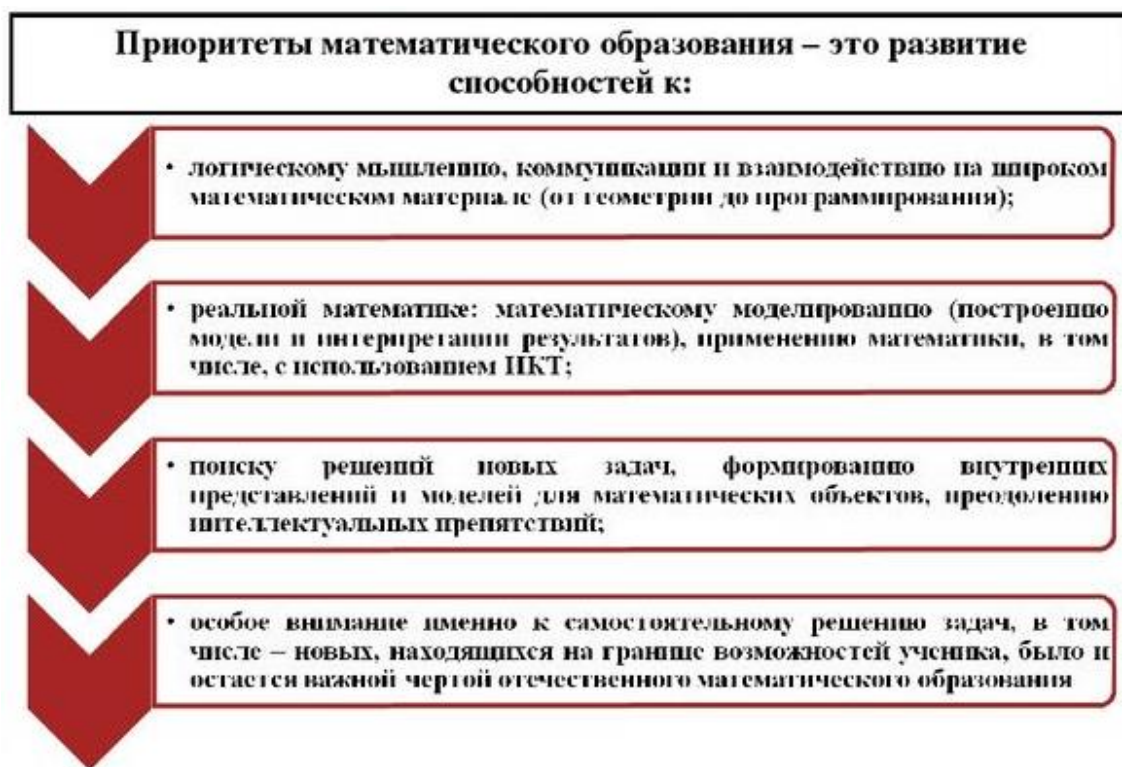 Приоритеты математического образования – это развитие
способностей к:
• логическому мышлению, коммуникации и взаимодействию на широком
математическом материале (от геометрии до программирования);
• реальной математике: математическому моделированию (построению
модели и интерпретации результатов), применению математики, в том
числе, с использованием ИКТ;
• поиску решений новых задач, формированию внутренних
представлений и моделей для математических объектов, преодолению
интеллектуальных препятствий;
• особое внимание именно к самостоятельному решению задач, в том
числе – новых, находящихся на границе возможностей ученика, было и
остается важной чертой отечественного математического образования